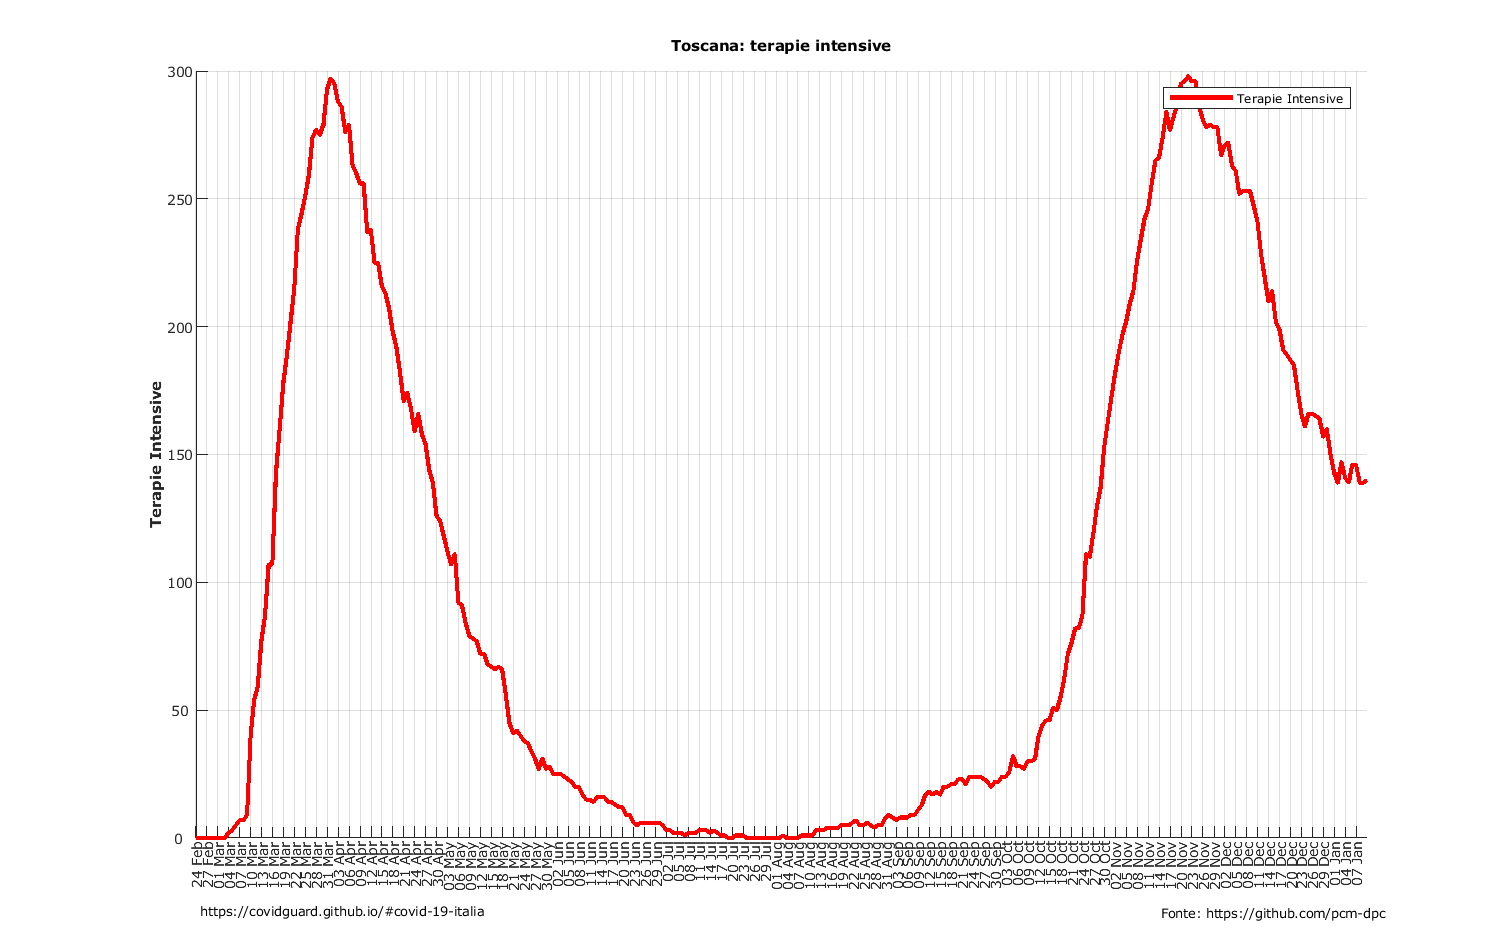 Toscana: terapie intensive
300
250
200
150
100
50
0
Terapie Intensive
Terapie Intensive
24 Feb
27 Feb
01 Mar
04 Mar
07 Mar
10 Mar
13 Mar
16 Mar
19 Mar
22 Mar
25 Mar
28 Mar
31 Mar
03 Apr
06 Apr
09 Apr
12 Apr
15 Apr
18 Apr
21 Apr
24 Apr
27 Apr
30 Apr
03 May
06 May
09 May
12 May
15 May
18 May
21 May
24 May
27 May
30 May
02 Jun
05 Jun
08 Jun
11 Jun
14 Jun
17 Jun
20 Jun
23 Jun
26 Jun
29 Jun
02 Jul
05 Jul
08 Jul
11 Jul
14 Jul
17 Jul
20 Jul
23 Jul
26 Jul
29 Jul
01 Aug
04 Aug
07 Aug
10 Aug
13 Aug
16 Aug
19 Aug
22 Aug
25 Aug
28 Aug
31 Aug
03 Sep
06 Sep
09 Sep
12 Sep
15 Sep
18 Sep
21 Sep
24 Sep
27 Sep
30 Sep
03 Oct
06 Oct
09 Oct
12 Oct
15 Oct
18 Oct
21 Oct
24 Oct
27 Oct
30 Oct
02 Nov
05 Nov
08 Nov
11 Nov
14 Nov
17 Nov
20 Nov
23 Nov
26 Nov
29 Nov
02 Dec
05 Dec
08 Dec
11 Dec
14 Dec
17 Dec
20 Dec
23 Dec
26 Dec
29 Dec
01 Jan
04 Jan
07 Jan
https://covidguard.github.io/#covid-19-italia
Fonte: https://github.com/pcm-dpc